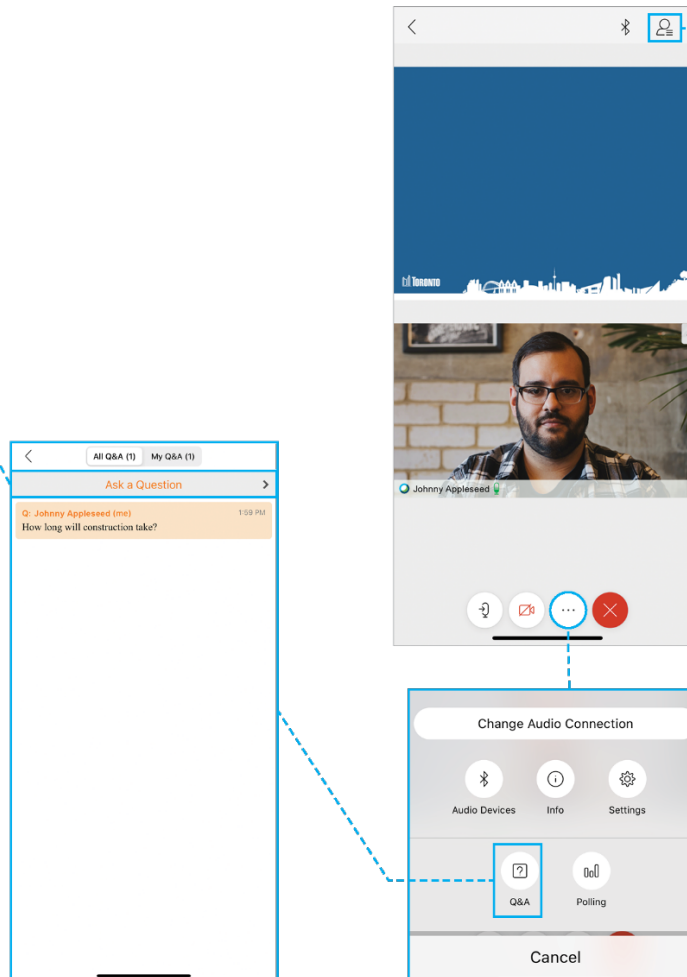 TORONTO
Johnny Appleseed
All Q&A (1)
My Q&A (1)
Ask a Question
Q: Johnny Appleseed (me)
1:59 PM
How long will construction take?
Change Audio Connection
Audio Devices
Info
Settings
Q&A
Polling
Cancel